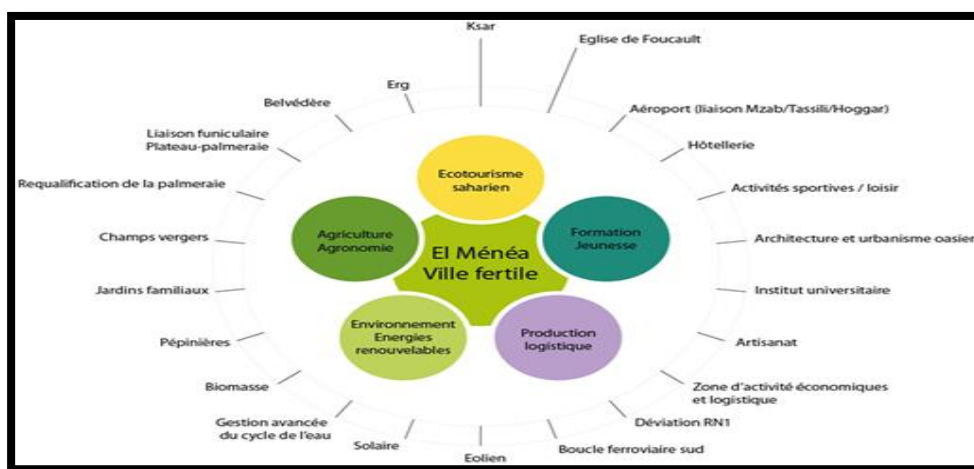 Ksar
Eglise de Foucault
Aéroport (liaison Mzab/Tassili/Hoggar)
Hôtellerie
Activités sportives / loisir
Architecture et urbanisme oasier
Institut universitaire
Artisanat
Zone d'activité économiques
et logistique
Déviation RN1
Boucle ferroviaire sud
Eolien
Solaire
Gestion avancée
du cycle de l'eau
Biomasse
Pépinières
Jardins familiaux
Champs vergers
Requalification de la palmeraie
Liaison funiculaire
Plateau-palmeraie
Belvédère
Erg
Ecotourisme
saharien
Formation
Jeunesse
Production
logistique
Environnement
Energies
renouvelables
Agriculture
Agronomie
El Ménéa
Ville fertile